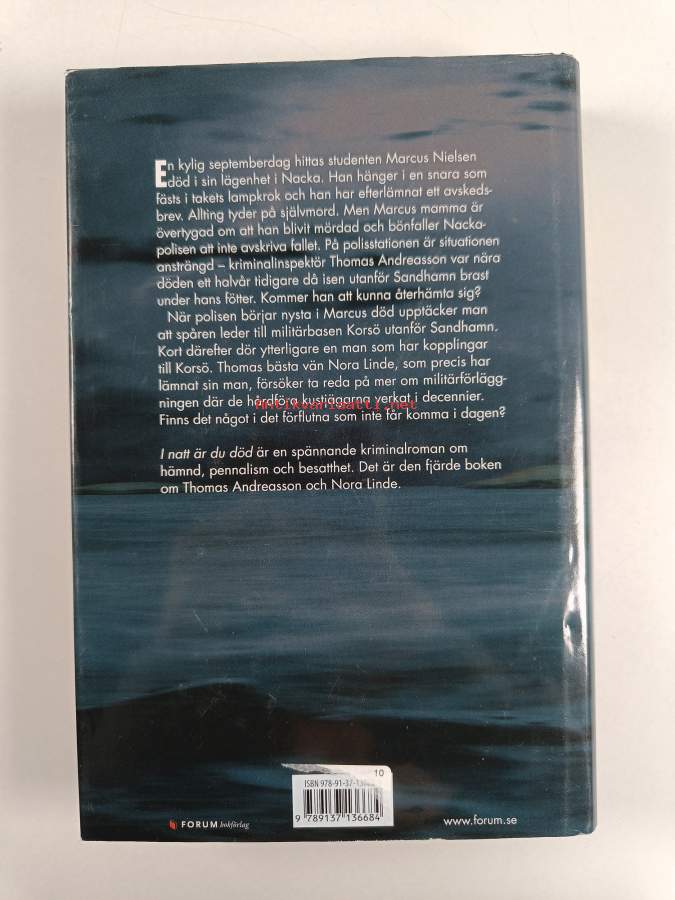 En kylig septemberdag hittas studenten Marcus Nielsen
död i sin lägenhet i Nacka. Han hänger i en snara som
fästs i takets lampkrok och han har efterlämnat ett avskeds-
brev. Allting tyder på självmord. Men Marcus mamma är
övertygad om att han blivit mördad och bönfaller Nacka-
polisen att inte avskriva fallet. På polisstationen är situationen
ansträngd – kriminalinspektör Thomas Andreasson var nära
döden ett halvår tidigare då isen utanför Sandhamn brast
under hans fötter. Kommer han att kunna återhämta sig?
När polisen börjar nysta i Marcus död upptäcker man
att spåren leder till militärbasen Korsö utanför Sandhamn.
Kort därefter dör ytterligare en man som har kopplingar
till Korsö. Thomas bästa vän Nora Linde, som precis har
lämnat sin man, försöker ta reda på mer om militärförlägg-
ningen där de hårdföra kustjägarna verkat i decennier.
Antikvariaatti.net
Finns det något i det förflutna som inte får komma i dagen?
I natt är du död är en spännande kriminalroman om
hämnd, pennalism och besatthet. Det är den fjärde boken
om Thomas Andreasson och Nora Linde.
10
ISBN 978-91-37-
9 789137 136684
FORUM bokförlag
www.forum.se